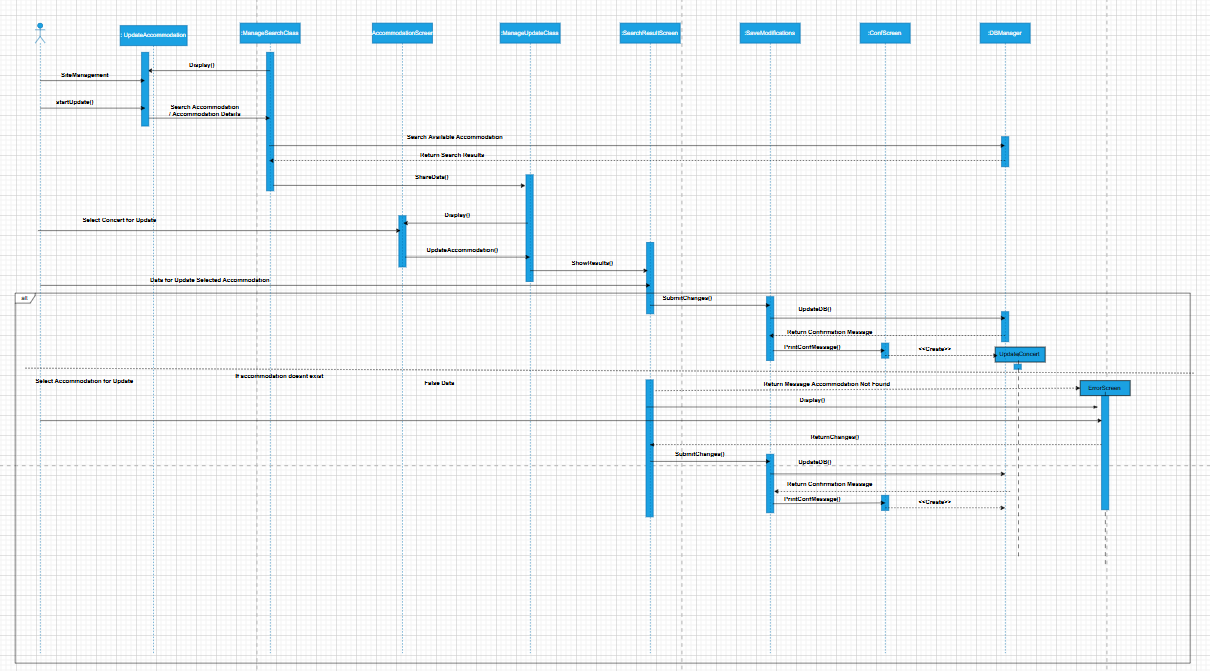 : UpdateAccommodation
:ManageSearchClass
AccommodationScreen
:ManageUpdateClass
:SearchResultScreen
:SaveModifications
:ConfScreen
:DBManager
Display()
SiteManagement
startUpdate()
Search Accommodation
/ Accommodation Details
Search Available Accommodation
Return Search Results
ShareData()
Select Concert for Update
Display()
UpdateAccommodation()
ShowResults()
Data for Update Selected Accommodation
alt
SubmitChanges()
UpdateDB()
Return Confirmation Message
PrintConfMessage()
<<Create>>
UpdateConcert
If accommodation doesnt exist
Select Accommodation for Update
False Data
Return Message Accommodation Not Found
ErrorScreen
Display()
ReturnChanges()
SubmitChanges()
UpdateDB()
Return Confirmation Message
PrintConfMessage()
<<Create>>